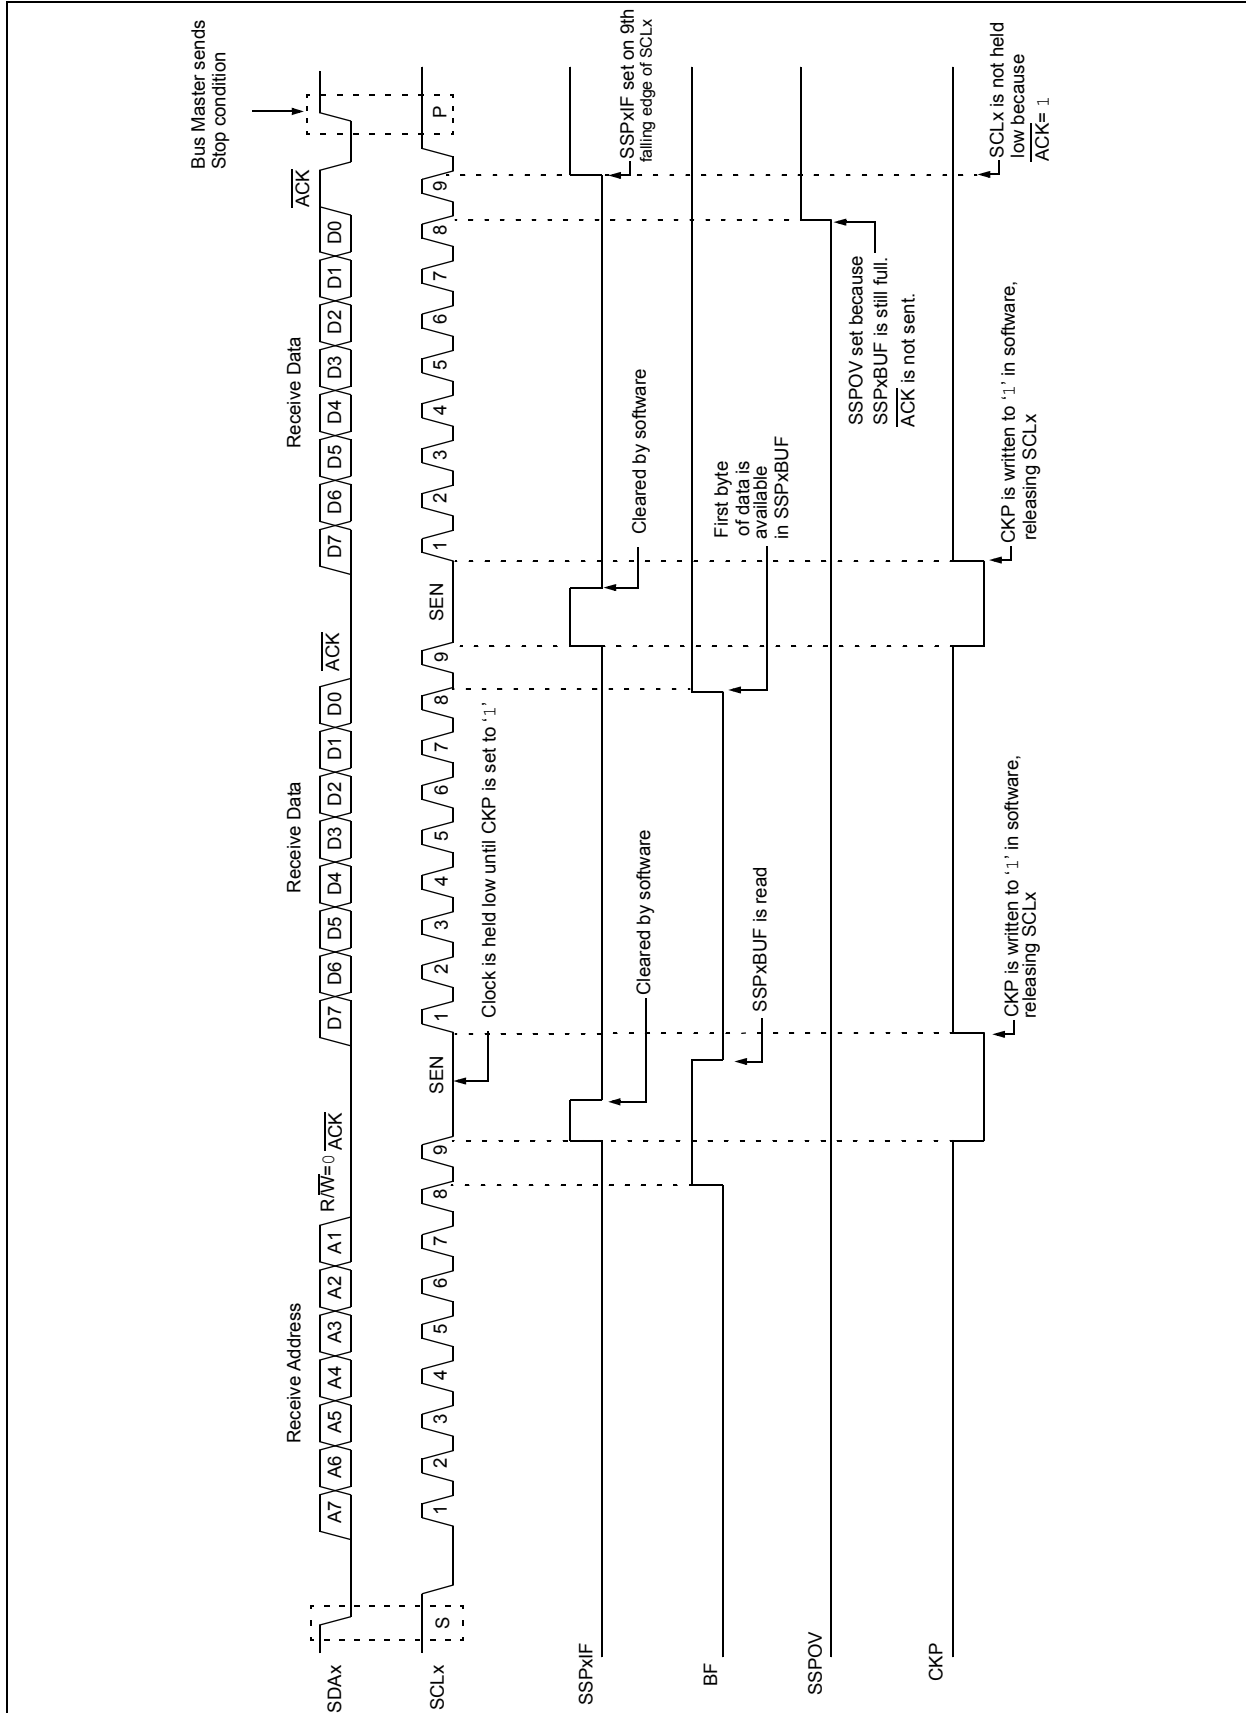 Bus Master sends
Stop condition
SDAx
S
Receive Address
A7 A6 A5 A4 A3 A2 A1
R/W=0 ACK
Receive Data
D7 D6 D5 D4 D3 D2 D1 D0
ACK
Receive Data
D7 D6 D5 D4 D3 D2 D1 D0
ACK
SCLx
1 2 3 4 5 6 7 8 9
SEN
1 2 3 4 5 6 7 8 9
SEN
1 2 3 4 5 6 7 8 9
P
Clock is held low until CKP is set to ‘1’
SSPxIF
Cleared by software
Cleared by software
SSPxIF set on 9th
falling edge of SCLx
BF
SSPxBUF is read
First byte
of data is
available
in SSPxBUF
SSPOV
SSPOV set because
SSPxBUF is still full.
ACK is not sent.
CKP
CKP is written to ‘1’ in software,
releasing SCLx
CKP is written to ‘1’ in software,
releasing SCLx
SCLx is not held
low because
ACK= 1